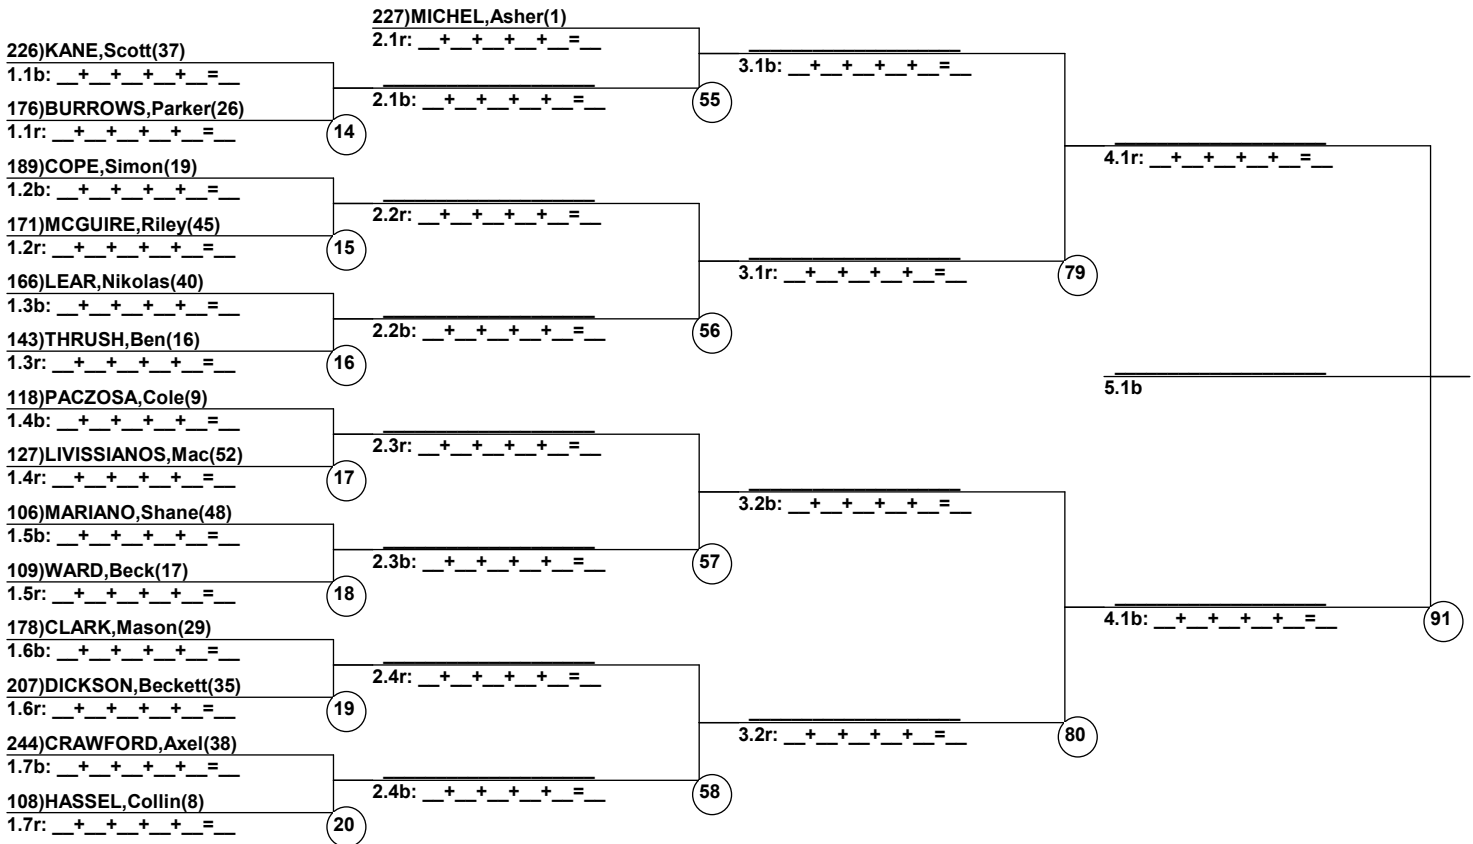 227)MICHEL,Asher(1)
2.1r: __+__+__+__+__=__
226)KANE,Scott(37)
1.1b: __+__+__+__+__=__
3.1b: __+__+__+__+__=__
2.1b: __+__+__+__+__=__
55
176)BURROWS,Parker(26)
1.1r: __+__+__+__+__=__
14
4.1r: __+__+__+__+__=__
189)COPE,Simon(19)
1.2b: __+__+__+__+__=__
2.2r: __+__+__+__+__=__
171)MCGUIRE,Riley(45)
1.2r: __+__+__+__+__=__
15
3.1r: __+__+__+__+__=__
79
166)LEAR,Nikolas(40)
1.3b: __+__+__+__+__=__
2.2b: __+__+__+__+__=__
56
143)THRUSH,Ben(16)
1.3r: __+__+__+__+__=__
16
5.1b
118)PACZOSA,Cole(9)
1.4b: __+__+__+__+__=__
2.3r: __+__+__+__+__=__
127)LIVISSIANOS,Mac(52)
1.4r: __+__+__+__+__=__
17
3.2b: __+__+__+__+__=__
106)MARIANO,Shane(48)
1.5b: __+__+__+__+__=__
2.3b: __+__+__+__+__=__
57
109)WARD,Beck(17)
1.5r: __+__+__+__+__=__
18
4.1b: __+__+__+__+__=__
91
178)CLARK,Mason(29)
1.6b: __+__+__+__+__=__
2.4r: __+__+__+__+__=__
207)DICKSON,Beckett(35)
1.6r: __+__+__+__+__=__
19
3.2r: __+__+__+__+__=__
80
244)CRAWFORD,Axel(38)
1.7b: __+__+__+__+__=__
2.4b: __+__+__+__+__=__
58
108)HASSEL,Collin(8)
1.7r: __+__+__+__+__=__
20